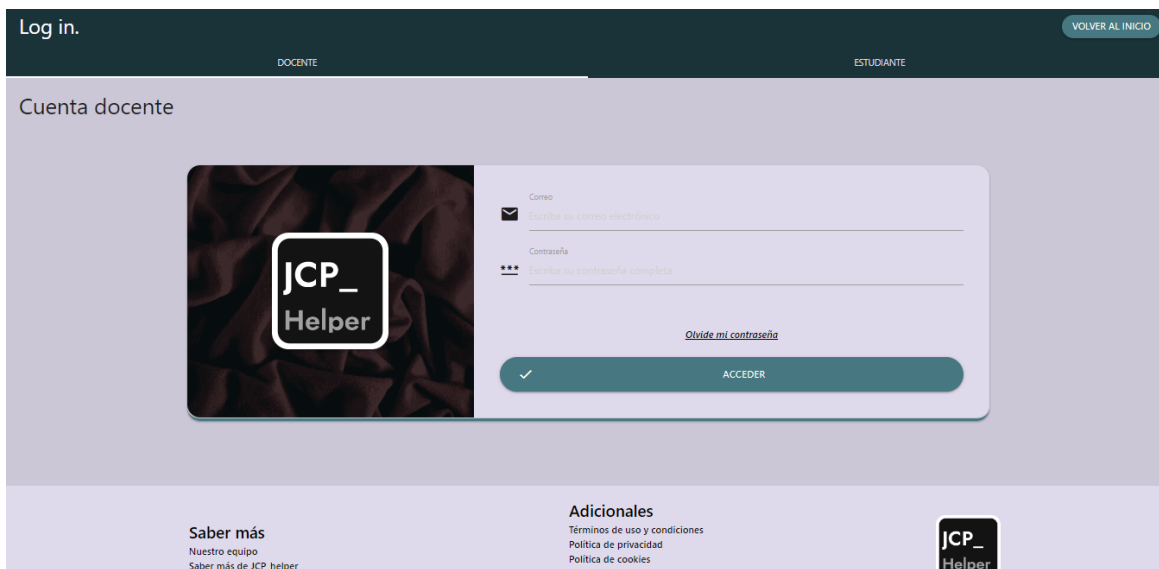 Log in.
VOLVER AL INICIO
DOCENTE
ESTUDIANTE
Cuenta docente
JCP_
Helper
Correo
Escriba su correo electrónico
Contraseña
***
Escriba su contraseña completa
Olvide mi contraseña
ACCEDER
Saber más
Nuestro equipo
Saber más de JCP_helper
Adicionales
Términos de uso y condiciones
Política de privacidad
Política de cookies
JCP_
Helper